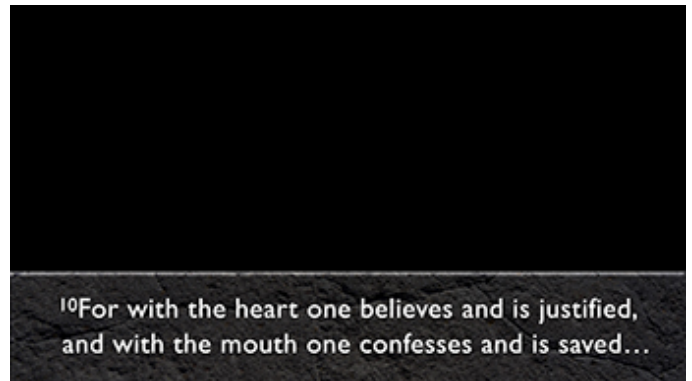 ¹⁰For with the heart one believes and is justified,
and with the mouth one confesses and is saved…